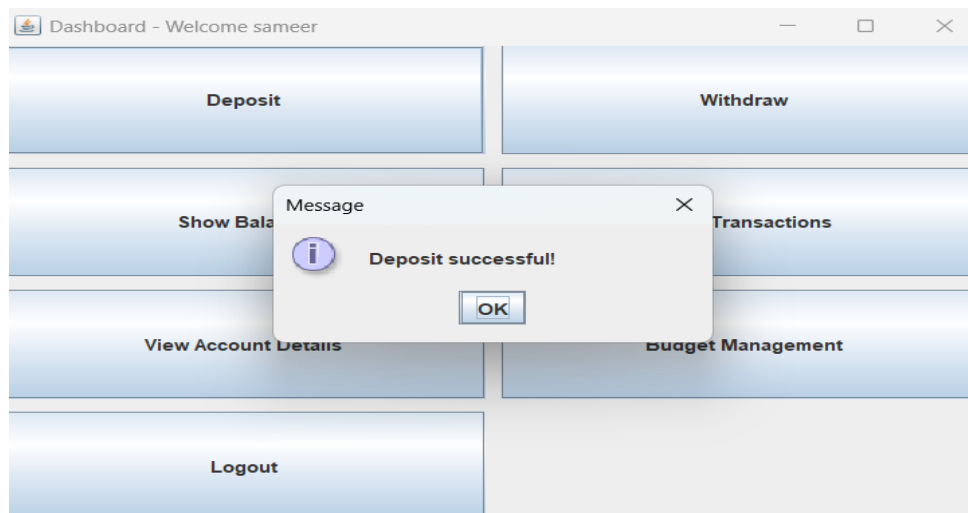 Dashboard - Welcome sameer
Deposit
Withdraw
Show Bala
Transactions
Message
Deposit successful!
OK
View Account Details
Budget Management
Logout